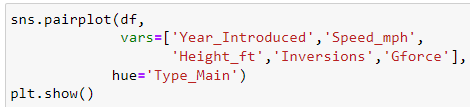 sns.pairplot(df,
             vars=['Year_Introduced','Speed_mph',
                   'Height_ft','Inversions','Gforce'],
            hue='Type_Main')
plt.show()